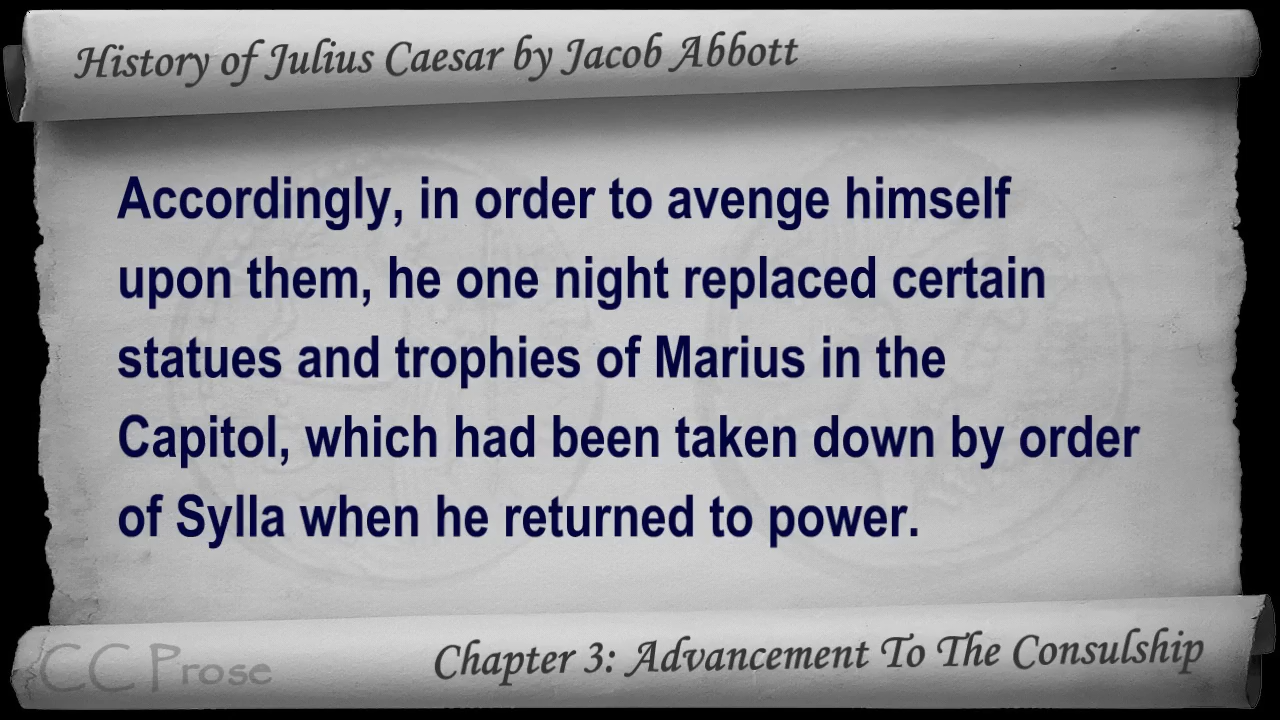 History of Julius Caesar by Jacob Abbott
Accordingly, in order to avenge himself
upon them, he one night replaced certain
statues and trophies of Marius in the
Capitol, which had been taken down by order
of Sylla when he returned to power.
CC Prose
Chapter 3: Advancement To The Consulship